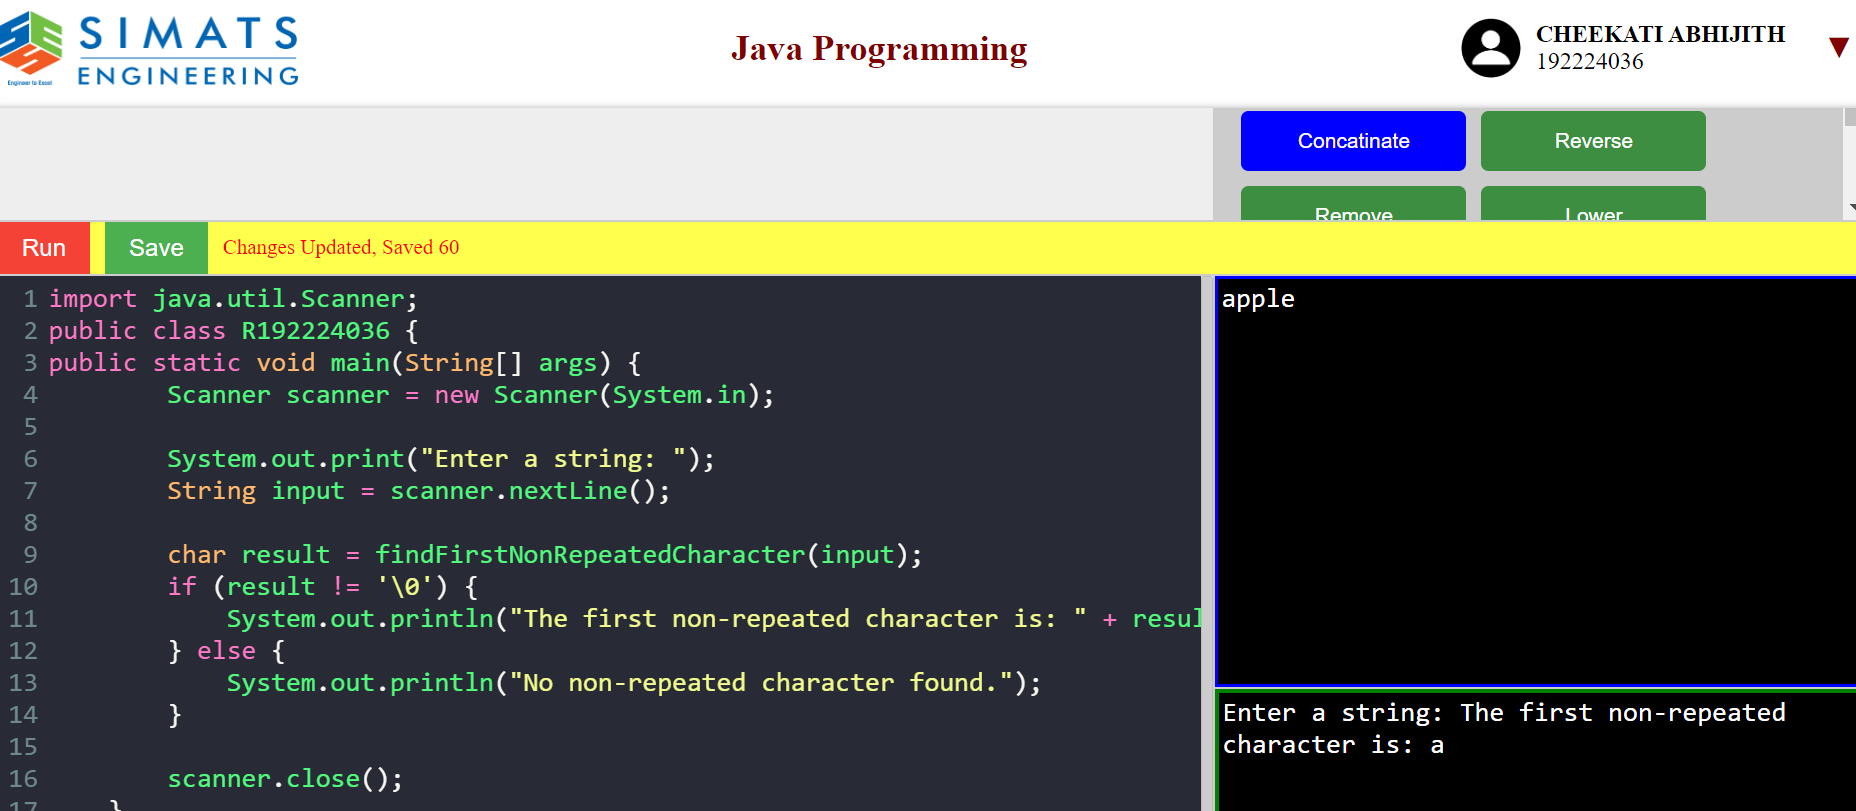 SIMATS
ENGINEERING
Engineer to Excel
Java Programming
CHEEKATI ABHIJITH
192224036
Concatinate
Reverse
Remove
Lower
Run
Save
Changes Updated, Saved 60
1 import java.util.Scanner;
2 public class R192224036 {
3 public static void main(String[] args) {
4 Scanner scanner = new Scanner(System.in);
5
6 System.out.print("Enter a string: ");
7 String input = scanner.nextLine();
8
9 char result = findFirstNonRepeatedCharacter(input);
10 if (result != '\0') {
11 System.out.println("The first non-repeated character is: " + resul
12 } else {
13 System.out.println("No non-repeated character found.");
14 }
15
16 scanner.close();
17 }
apple
Enter a string: The first non-repeated
character is: a